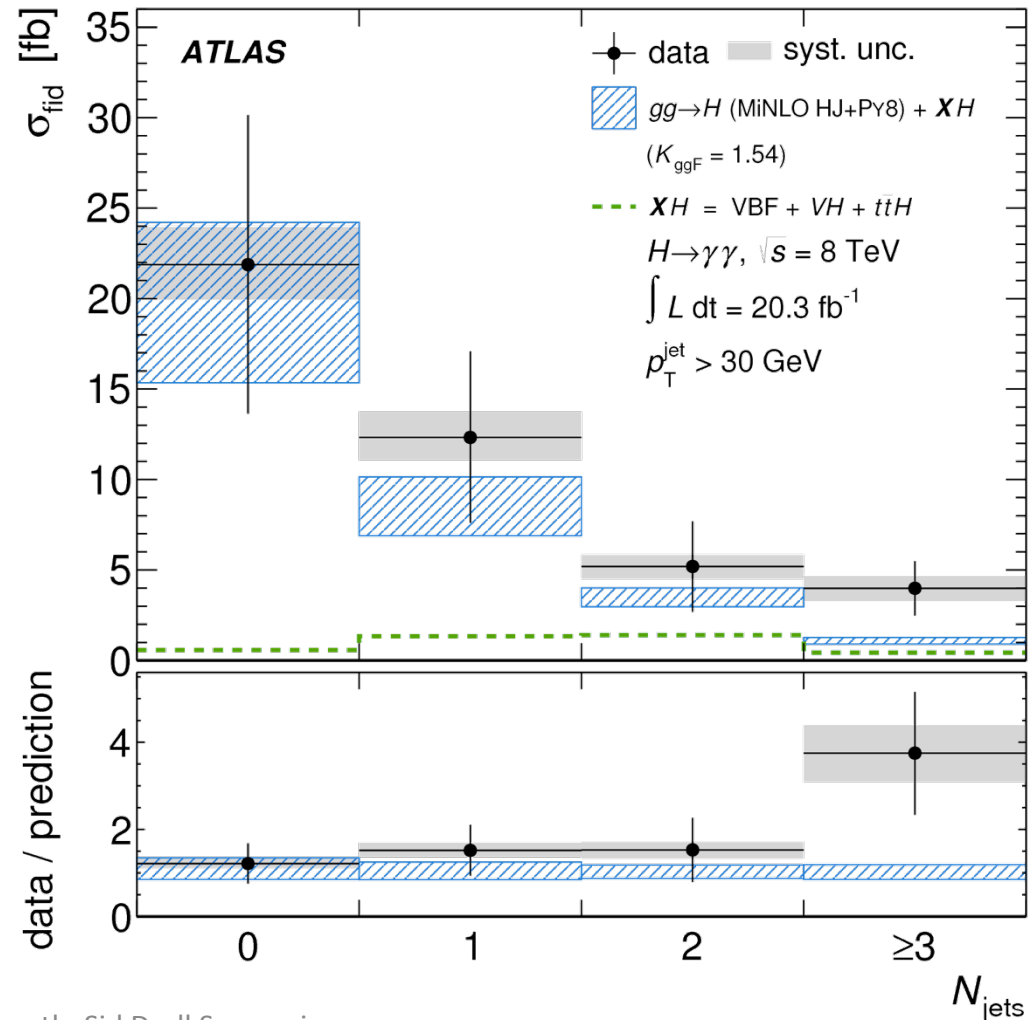 σfid [fb]
35
30
25
20
15
10
5
0
ATLAS
data syst. unc.
gg→H (MiNLO HJ+PY8) + XH
(KggF = 1.54)
XH = VBF + VH + tt̄H
H→γγ, √s = 8 TeV
∫ L dt = 20.3 fb⁻¹
pTjet > 30 GeV
data / prediction
4
2
0
0 1 2 ≥3
Njets